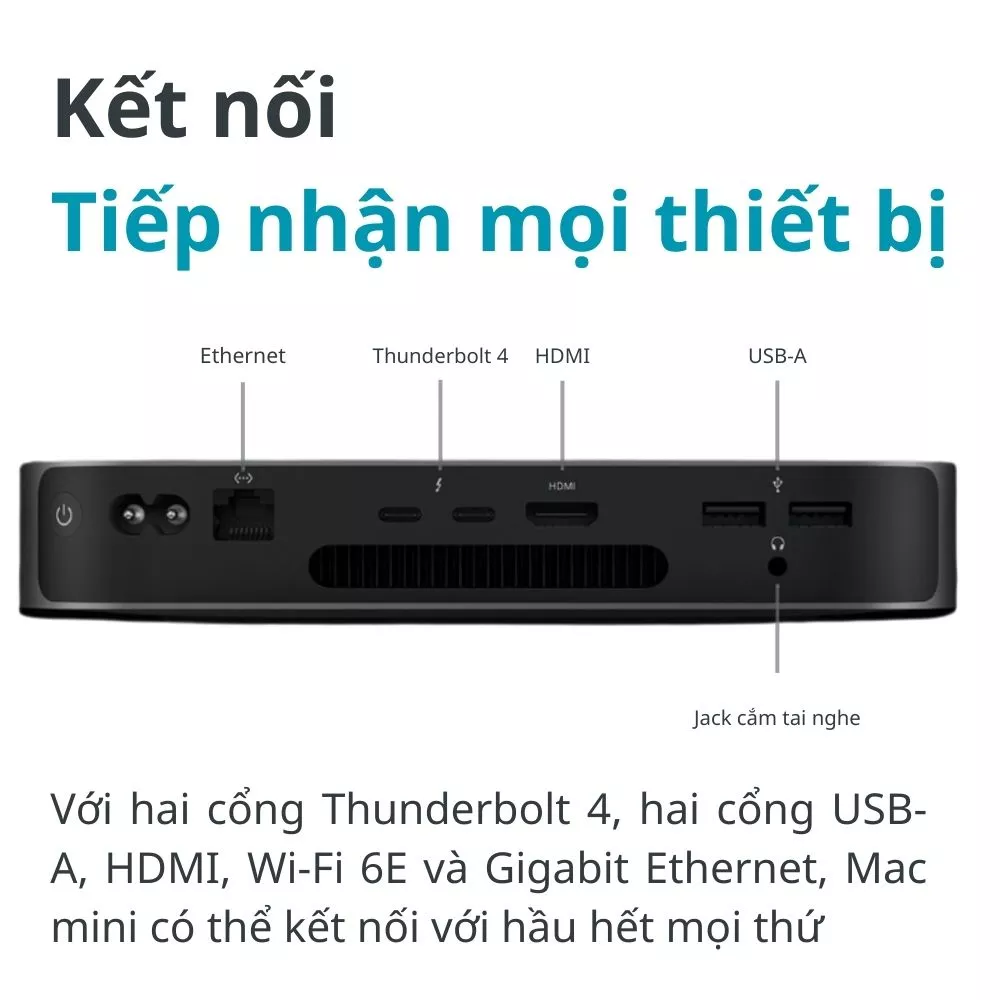 Kết nối
Tiếp nhận mọi thiết bị
Ethernet
Thunderbolt 4
HDMI
USB-A
HDMI
Jack cắm tai nghe
Với hai cổng Thunderbolt 4, hai cổng USB-
A, HDMI, Wi-Fi 6E và Gigabit Ethernet, Mac
mini có thể kết nối với hầu hết mọi thứ